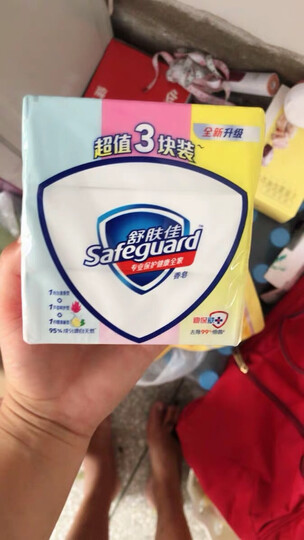 全新升级
超值3块装
舒肤佳
Safeguard
专业保护健康全家
香皂
95%
去除99%细菌